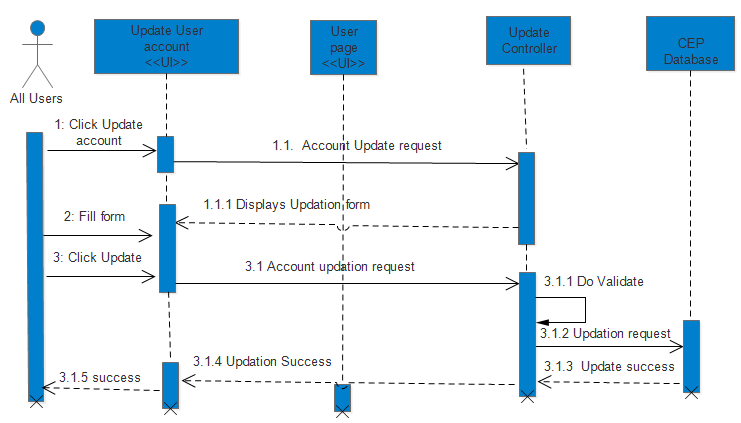 Update User
account
<<UI>>
User
page
<<UI>>
Update
Controller
CEP
Database
All Users
1: Click Update
account
1.1.  Account Update request
1.1.1 Displays Updation form
2: Fill form
3: Click Update
3.1 Account updation request
3.1.1 Do Validate
3.1.2 Updation request
3.1.3  Update success
3.1.4 Updation Success
3.1.5 success